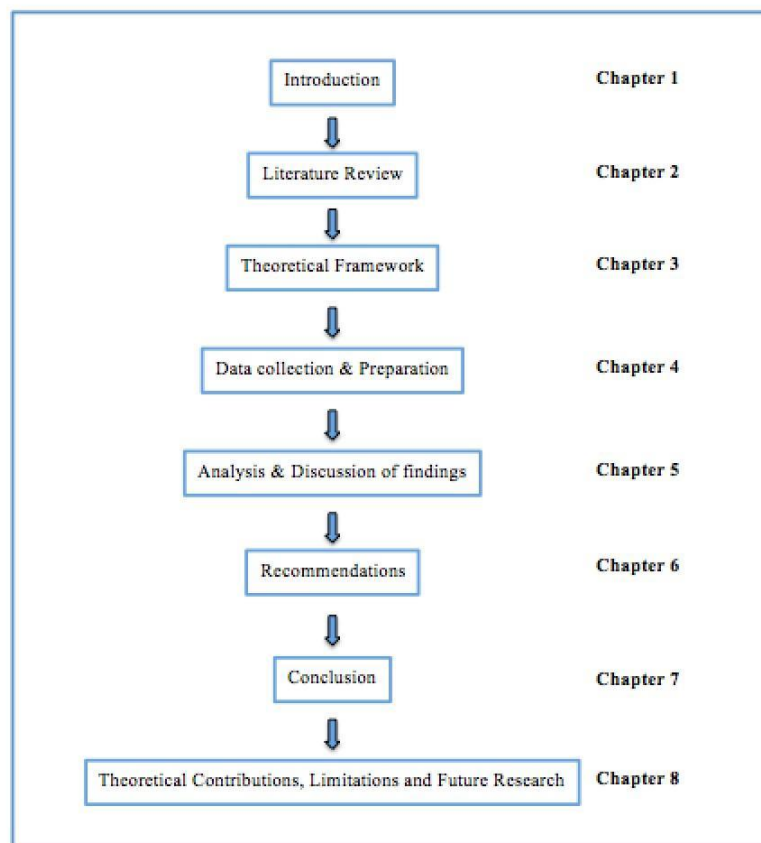 Introduction Chapter 1
Literature Review Chapter 2
Theoretical Framework Chapter 3
Data collection & Preparation Chapter 4
Analysis & Discussion of findings Chapter 5
Recommendations Chapter 6
Conclusion Chapter 7
Theoretical Contributions, Limitations and Future Research Chapter 8